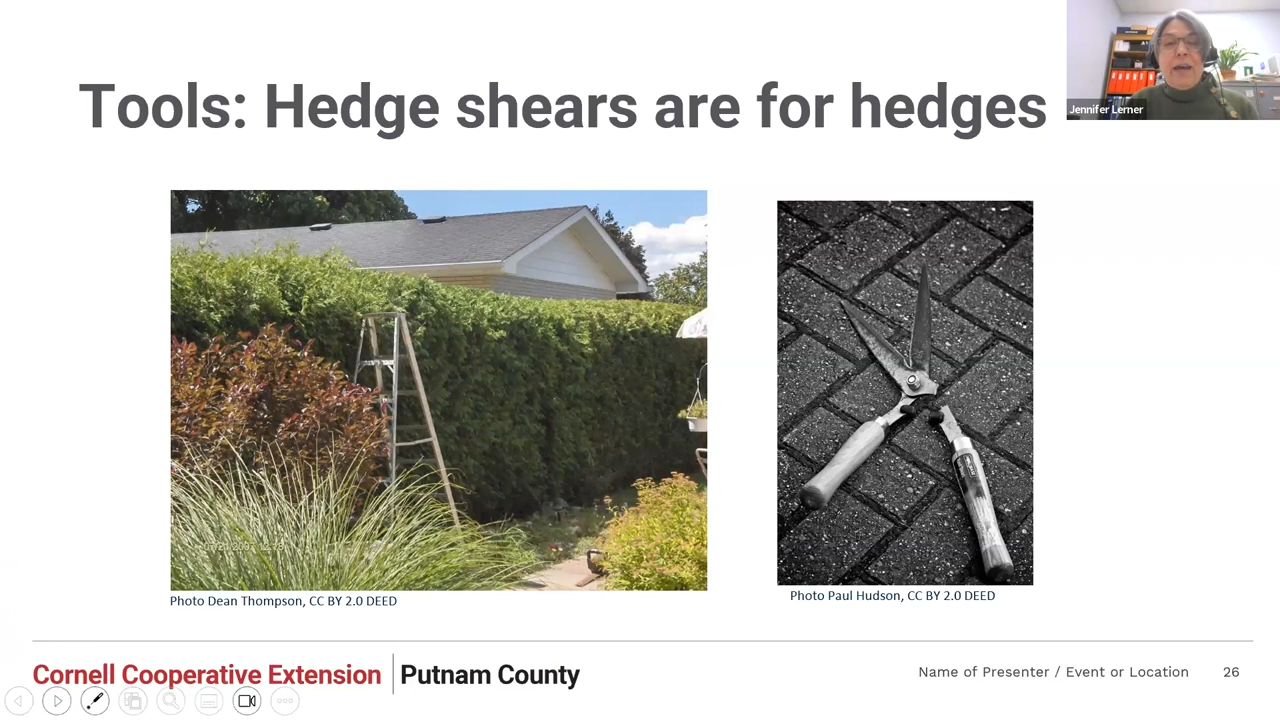 Tools: Hedge shears are for hedges
Jennifer Lerner
Photo Dean Thompson, CC BY 2.0 DEED
Photo Paul Hudson, CC BY 2.0 DEED
Cornell Cooperative Extension Putnam County
Name of Presenter / Event or Location 26